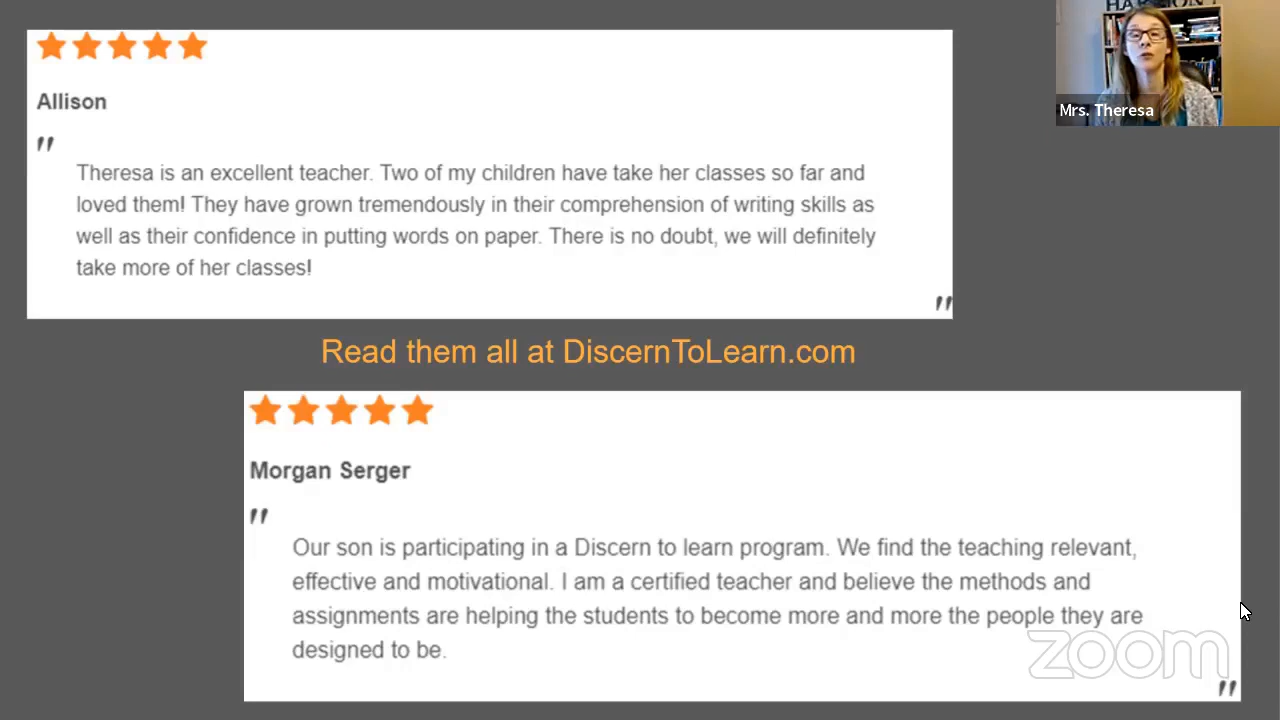 HARMONY
Mrs. Theresa
Allison
"
Theresa is an excellent teacher. Two of my children have take her classes so far and
loved them! They have grown tremendously in their comprehension of writing skills as
well as their confidence in putting words on paper. There is no doubt, we will definitely
take more of her classes!
"
Read them all at DiscernToLearn.com
Morgan Serger
"
Our son is participating in a Discern to learn program. We find the teaching relevant,
effective and motivational. I am a certified teacher and believe the methods and
assignments are helping the students to become more and more the people they are
designed to be.
"
zoom